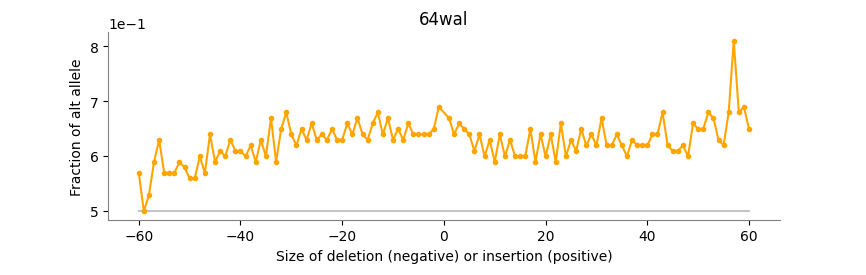 64wal
1e−1
Fraction of alt allele
8
7
6
5
−60 −40 −20 0 20 40 60
Size of deletion (negative) or insertion (positive)